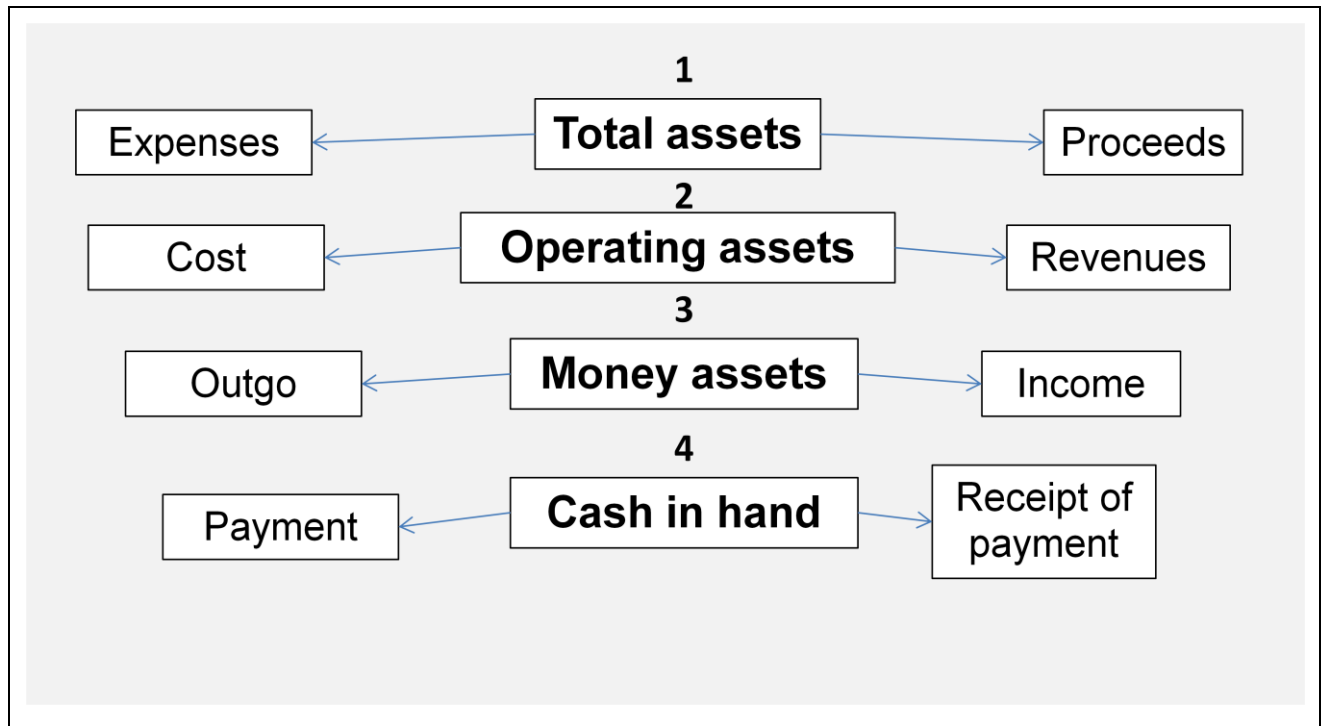 1
Expenses
Total assets
Proceeds
2
Cost
Operating assets
Revenues
3
Outgo
Money assets
Income
4
Payment
Cash in hand
Receipt of
payment